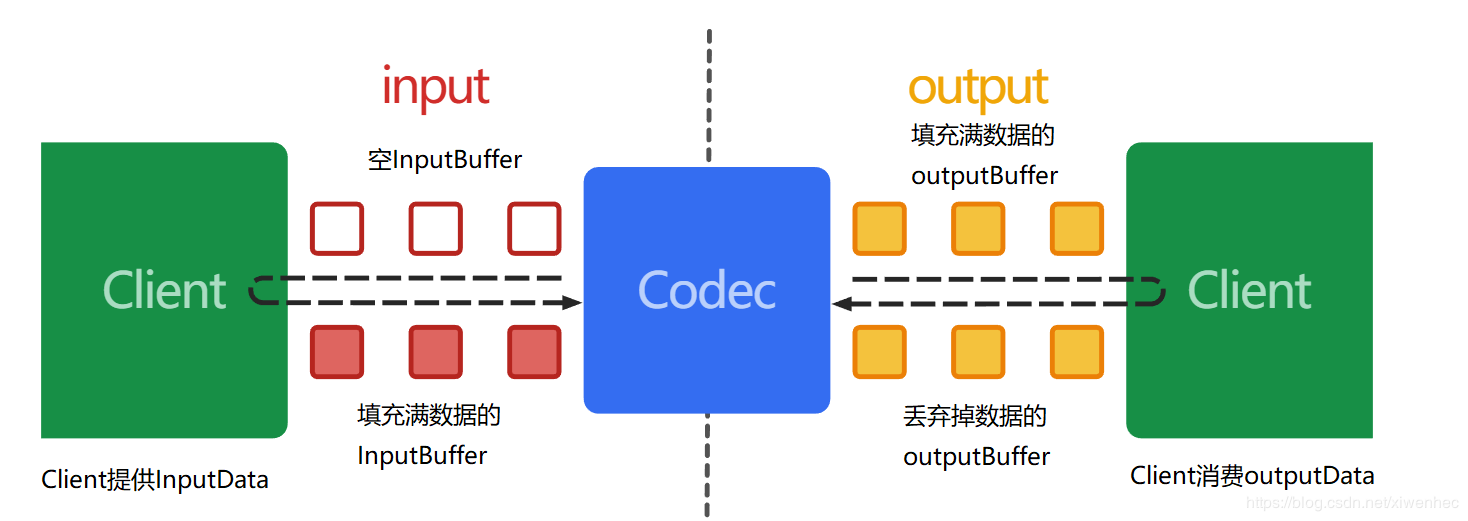 input
output
空InputBuffer
填充满数据的
outputBuffer
Client
Codec
Client
填充满数据的
InputBuffer
丢弃掉数据的
outputBuffer
Client提供InputData
Client消费outputData
https://blog.csdn.net/xiwenhec